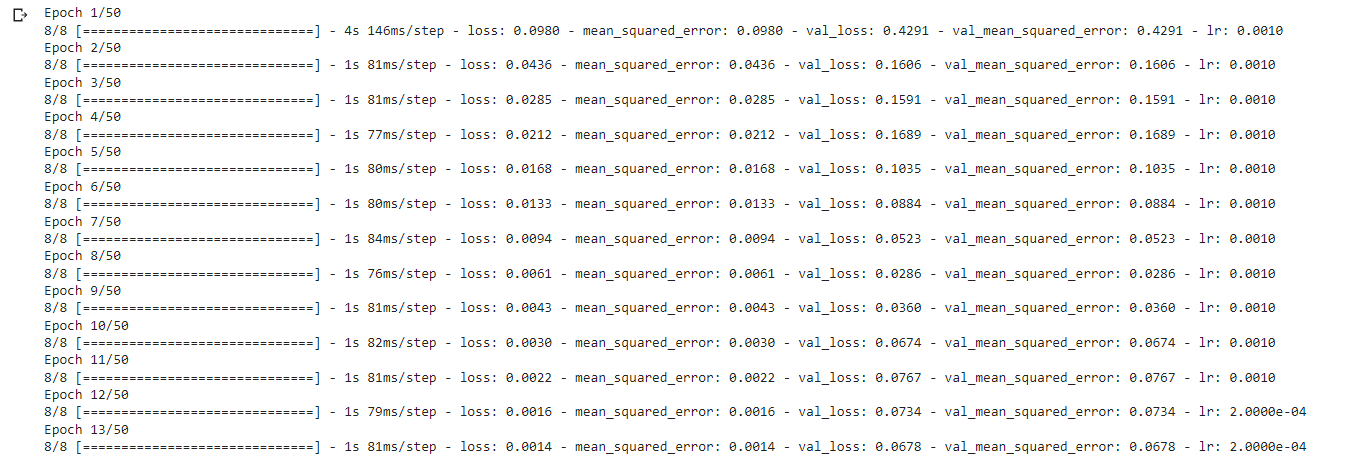 Epoch 1/50
8/8 [==============================] - 4s 146ms/step - loss: 0.0980 - mean_squared_error: 0.0980 - val_loss: 0.4291 - val_mean_squared_error: 0.4291 - lr: 0.0010
Epoch 2/50
8/8 [==============================] - 1s 81ms/step - loss: 0.0436 - mean_squared_error: 0.0436 - val_loss: 0.1606 - val_mean_squared_error: 0.1606 - lr: 0.0010
Epoch 3/50
8/8 [==============================] - 1s 81ms/step - loss: 0.0285 - mean_squared_error: 0.0285 - val_loss: 0.1591 - val_mean_squared_error: 0.1591 - lr: 0.0010
Epoch 4/50
8/8 [==============================] - 1s 77ms/step - loss: 0.0212 - mean_squared_error: 0.0212 - val_loss: 0.1689 - val_mean_squared_error: 0.1689 - lr: 0.0010
Epoch 5/50
8/8 [==============================] - 1s 80ms/step - loss: 0.0168 - mean_squared_error: 0.0168 - val_loss: 0.1035 - val_mean_squared_error: 0.1035 - lr: 0.0010
Epoch 6/50
8/8 [==============================] - 1s 80ms/step - loss: 0.0133 - mean_squared_error: 0.0133 - val_loss: 0.0884 - val_mean_squared_error: 0.0884 - lr: 0.0010
Epoch 7/50
8/8 [==============================] - 1s 84ms/step - loss: 0.0094 - mean_squared_error: 0.0094 - val_loss: 0.0523 - val_mean_squared_error: 0.0523 - lr: 0.0010
Epoch 8/50
8/8 [==============================] - 1s 76ms/step - loss: 0.0061 - mean_squared_error: 0.0061 - val_loss: 0.0286 - val_mean_squared_error: 0.0286 - lr: 0.0010
Epoch 9/50
8/8 [==============================] - 1s 81ms/step - loss: 0.0043 - mean_squared_error: 0.0043 - val_loss: 0.0360 - val_mean_squared_error: 0.0360 - lr: 0.0010
Epoch 10/50
8/8 [==============================] - 1s 82ms/step - loss: 0.0030 - mean_squared_error: 0.0030 - val_loss: 0.0674 - val_mean_squared_error: 0.0674 - lr: 0.0010
Epoch 11/50
8/8 [==============================] - 1s 81ms/step - loss: 0.0022 - mean_squared_error: 0.0022 - val_loss: 0.0767 - val_mean_squared_error: 0.0767 - lr: 0.0010
Epoch 12/50
8/8 [==============================] - 1s 79ms/step - loss: 0.0016 - mean_squared_error: 0.0016 - val_loss: 0.0734 - val_mean_squared_error: 0.0734 - lr: 2.0000e-04
Epoch 13/50
8/8 [==============================] - 1s 81ms/step - loss: 0.0014 - mean_squared_error: 0.0014 - val_loss: 0.0678 - val_mean_squared_error: 0.0678 - lr: 2.0000e-04